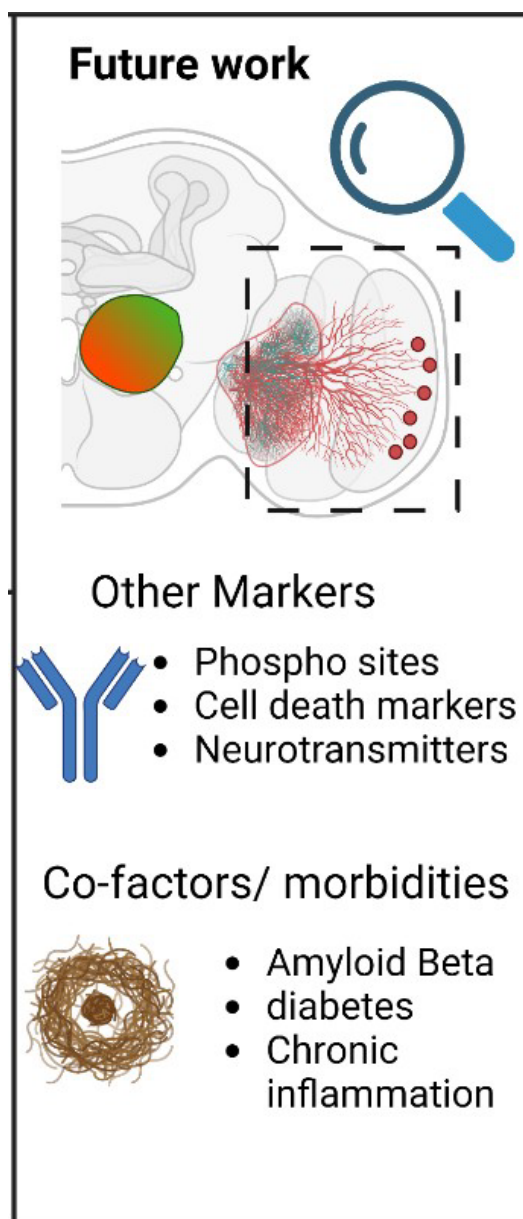 Future work
Other Markers
• Phospho sites
• Cell death markers
• Neurotransmitters
Co-factors/ morbidities
• Amyloid Beta
• diabetes
• Chronic
inflammation